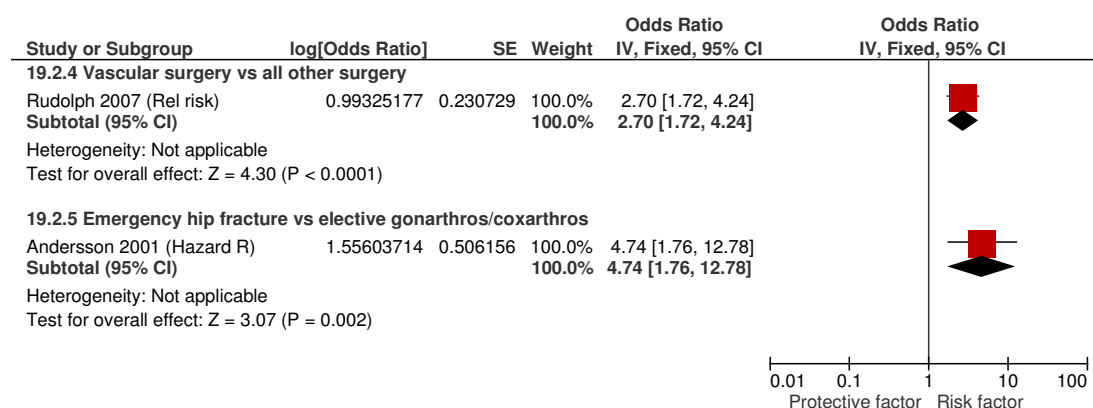 Odds Ratio Odds Ratio
Study or Subgroup log[Odds Ratio] SE Weight IV, Fixed, 95% CI IV, Fixed, 95% CI
19.2.4 Vascular surgery vs all other surgery
Rudolph 2007 (Rel risk) 0.99325177 0.230729 100.0% 2.70 [1.72, 4.24]
Subtotal (95% CI) 100.0% 2.70 [1.72, 4.24]
Heterogeneity: Not applicable
Test for overall effect: Z = 4.30 (P < 0.0001)
19.2.5 Emergency hip fracture vs elective gonarthros/coxarthros
Andersson 2001 (Hazard R) 1.55603714 0.506156 100.0% 4.74 [1.76, 12.78]
Subtotal (95% CI) 100.0% 4.74 [1.76, 12.78]
Heterogeneity: Not applicable
Test for overall effect: Z = 3.07 (P = 0.002)
0.01 0.1 1 10 100
Protective factor Risk factor